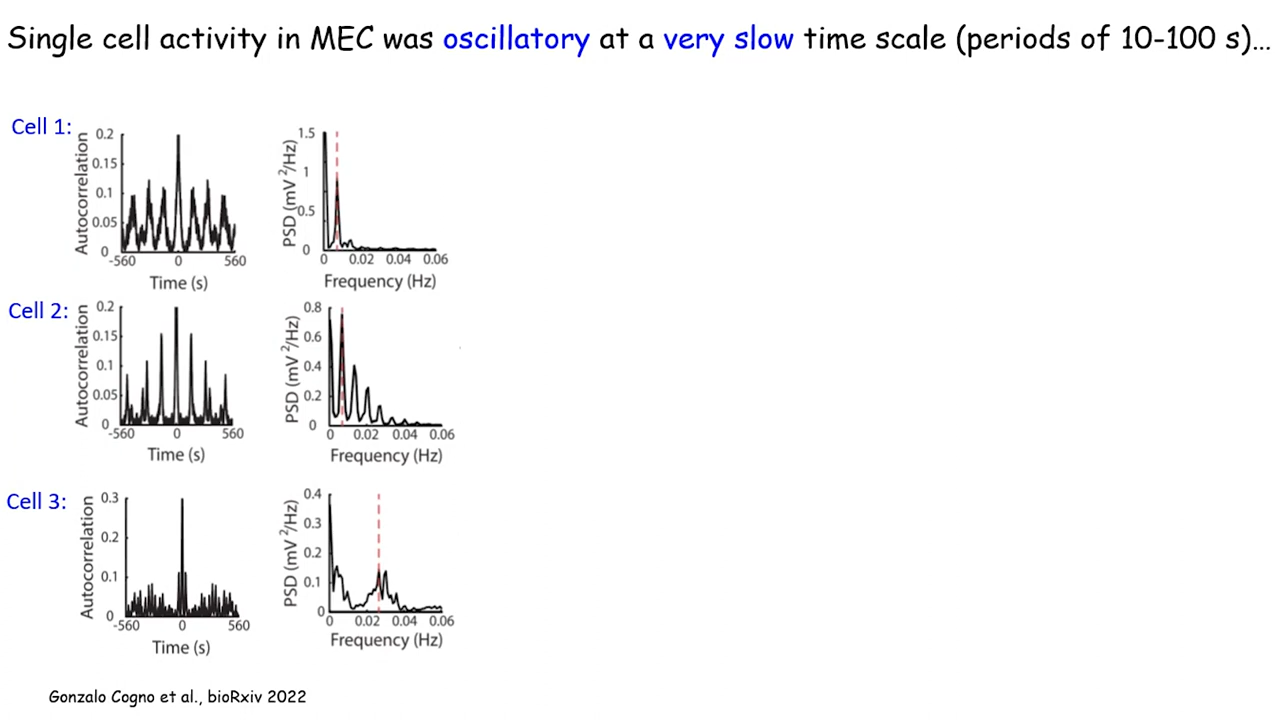 Single cell activity in MEC was oscillatory at a very slow time scale (periods of 10-100 s)...
Cell 1:
Autocorrelation
0.2
0.15
0.1
0.05
0
-560
0
560
Time (s)
PSD (mV²/Hz)
1.5
1
0.5
0
0
0.02
0.04
0.06
Frequency (Hz)
Cell 2:
Autocorrelation
0.2
0.15
0.1
0.05
0
-560
0
560
Time (s)
PSD (mV²/Hz)
0.8
0.6
0.4
0.2
0
0
0.02
0.04
0.06
Frequency (Hz)
Cell 3:
Autocorrelation
0.3
0.2
0.1
0
-560
0
560
Time (s)
PSD (mV²/Hz)
0.4
0.3
0.2
0.1
0
0
0.02
0.04
0.06
Frequency (Hz)
Gonzalo Cogno et al., bioRxiv 2022